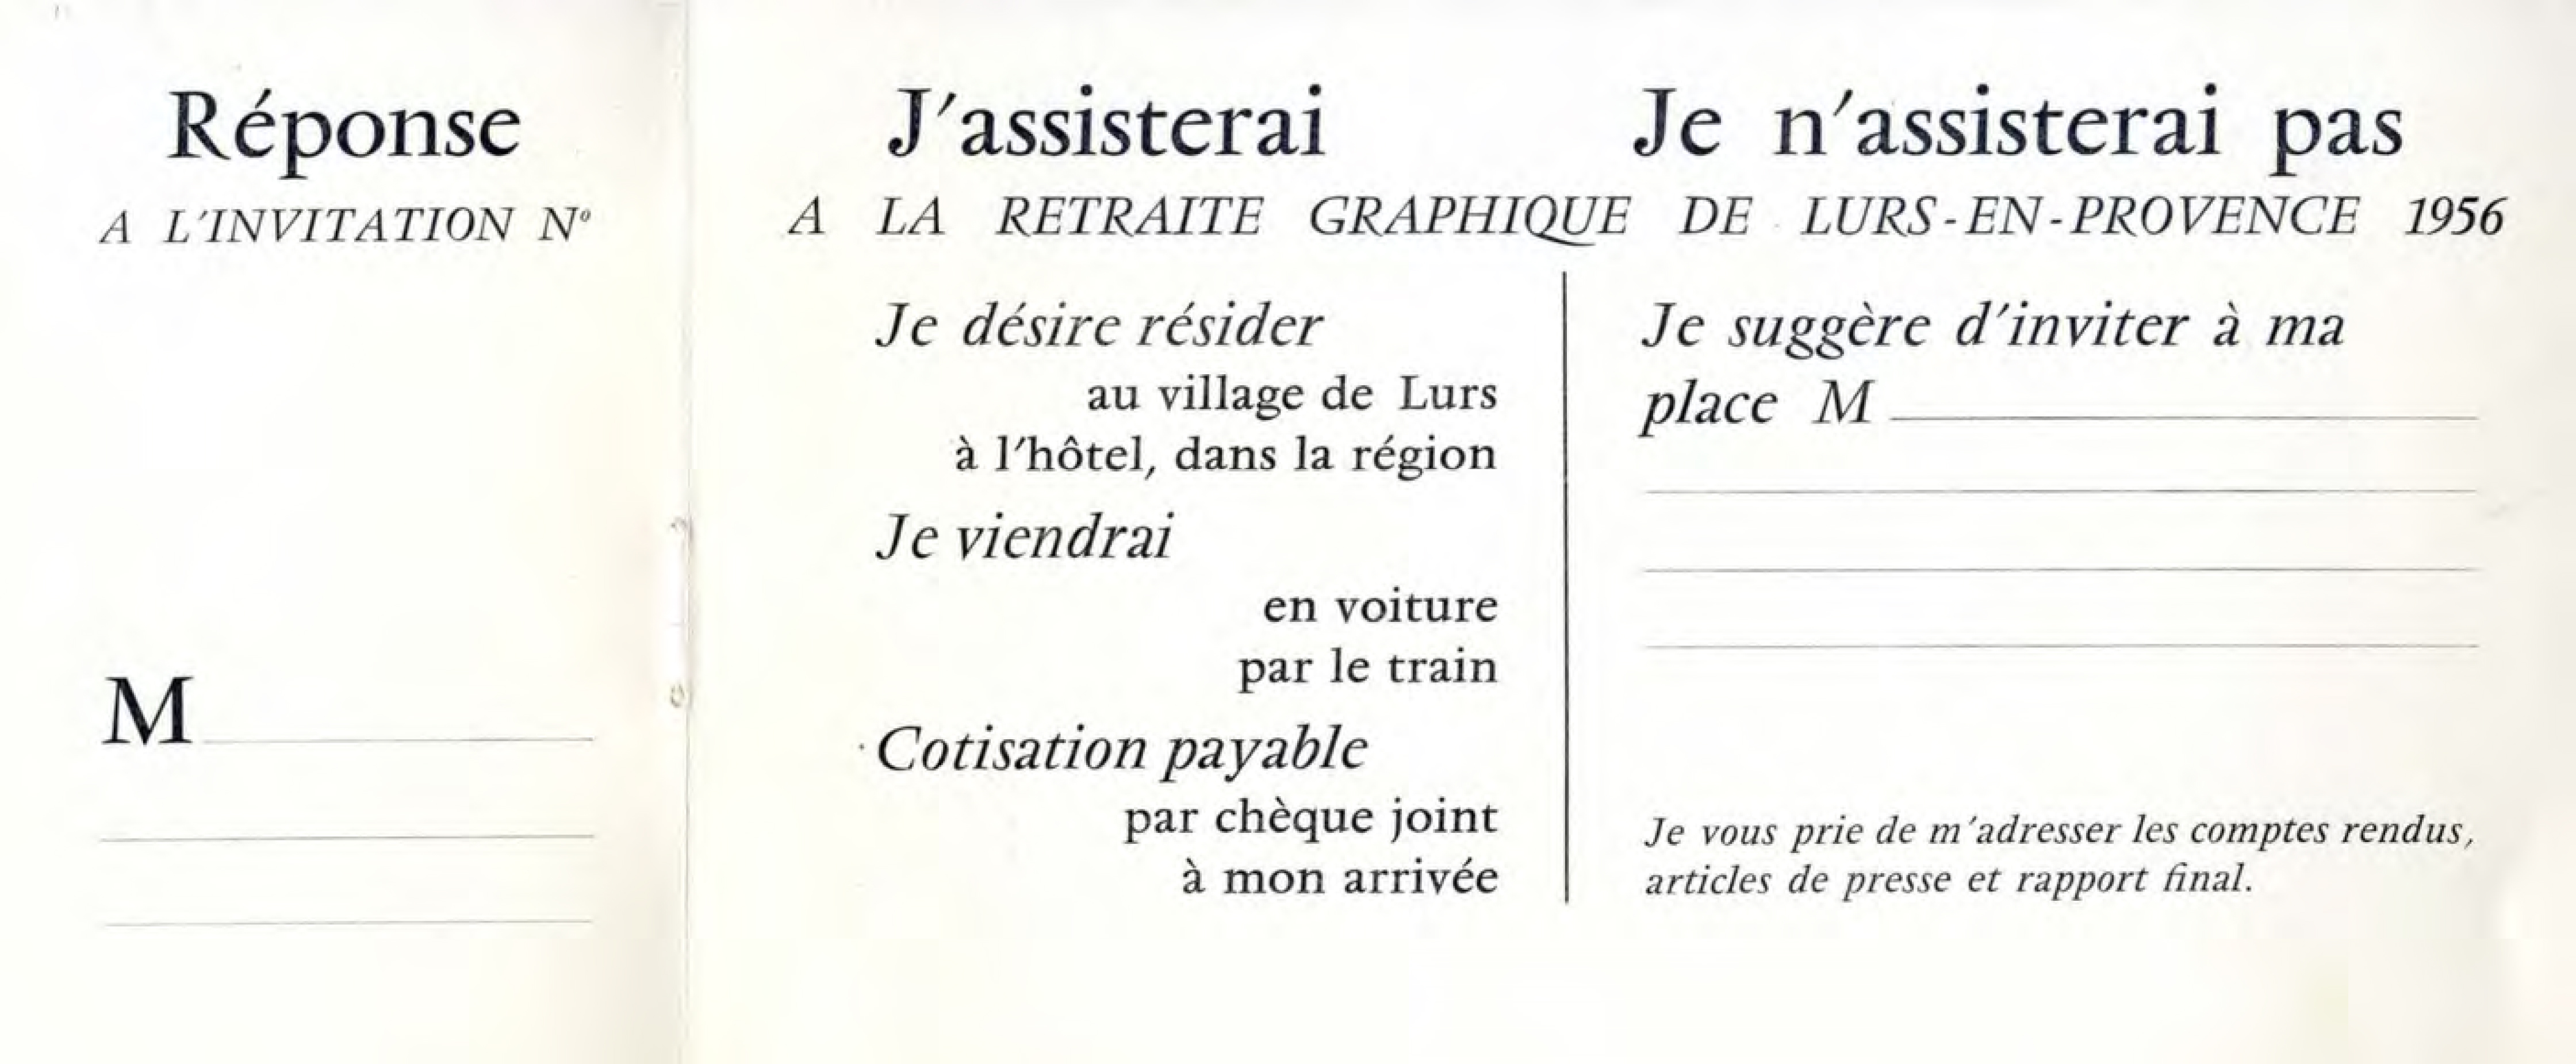 Réponse
A L'INVITATION Nº
M
J'assisterai
Je n'assisterai pas
A LA RETRAITE GRAPHIQUE DE LURS-EN-PROVENCE 1956
Je désire résider
au village de Lurs
à l'hôtel, dans la région
Je viendrai
en voiture
par le train
Cotisation payable
par chèque joint
à mon arrivée
Je suggère d'inviter à ma
place M
Je vous prie de m'adresser les comptes rendus,
articles de presse et rapport final.